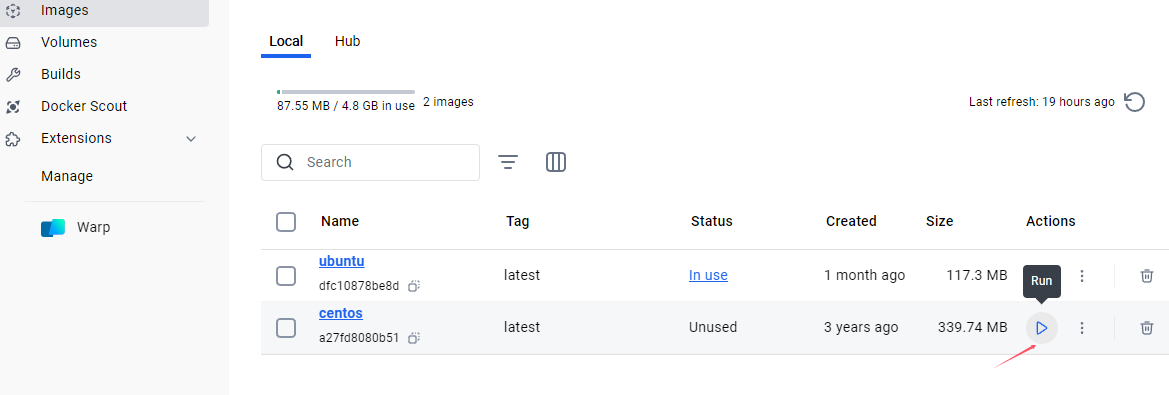 Images
Volumes
Builds
Docker Scout
Extensions
Manage
Warp
Local Hub
87.55 MB / 4.8 GB in use 2 images
Last refresh: 19 hours ago
Search
Name Tag Status Created Size Actions
ubuntu
dfc10878be8d
latest In use 1 month ago 117.3 MB
Run
centos
a27fd8080b51
latest Unused 3 years ago 339.74 MB